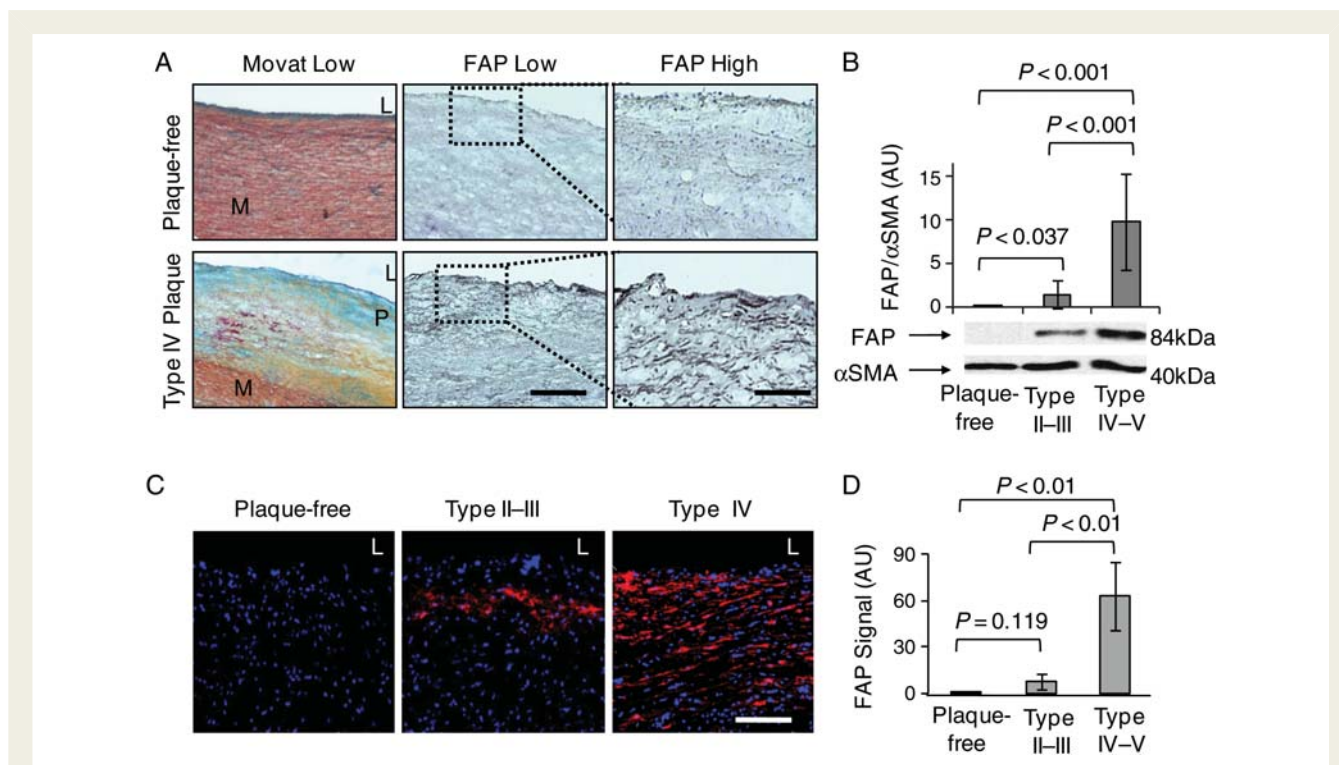 A
Movat Low
FAP Low
FAP High
Plaque-free
L
M
Type IV Plaque
L
P
M
B
P < 0.001
P < 0.001
P < 0.037
FAP/αSMA (AU)
15
10
5
0
FAP
84kDa
αSMA
40kDa
Plaque-
free
Type
II–III
Type
IV–V
C
Plaque-free
Type II–III
Type IV
L
L
L
D
P < 0.01
P < 0.01
P = 0.119
FAP Signal (AU)
90
60
30
0
Plaque-
free
Type
II–III
Type
IV–V